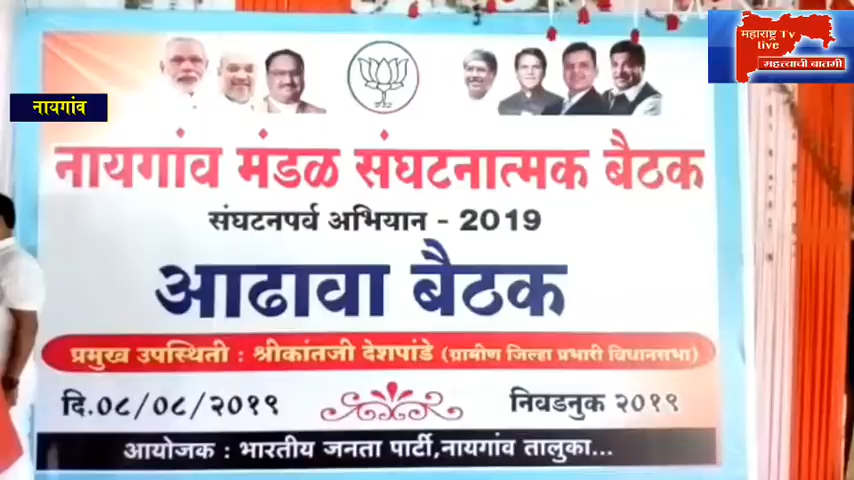 महाराष्ट्र Tv
live
महत्त्वाची बातमी
नायगांव
नायगांव मंडळ संघटनात्मक बैठक
संघटनपर्व अभियान - 2019
आढावा बैठक
प्रमुख उपस्थिती : श्रीकांतजी देशपांडे (ग्रामीण जिल्हा प्रभारी विधानसभा)
दि.०८/०८/२०१९
निवडनुक २०१९
आयोजक : भारतीय जनता पार्टी,नायगांव तालुका...